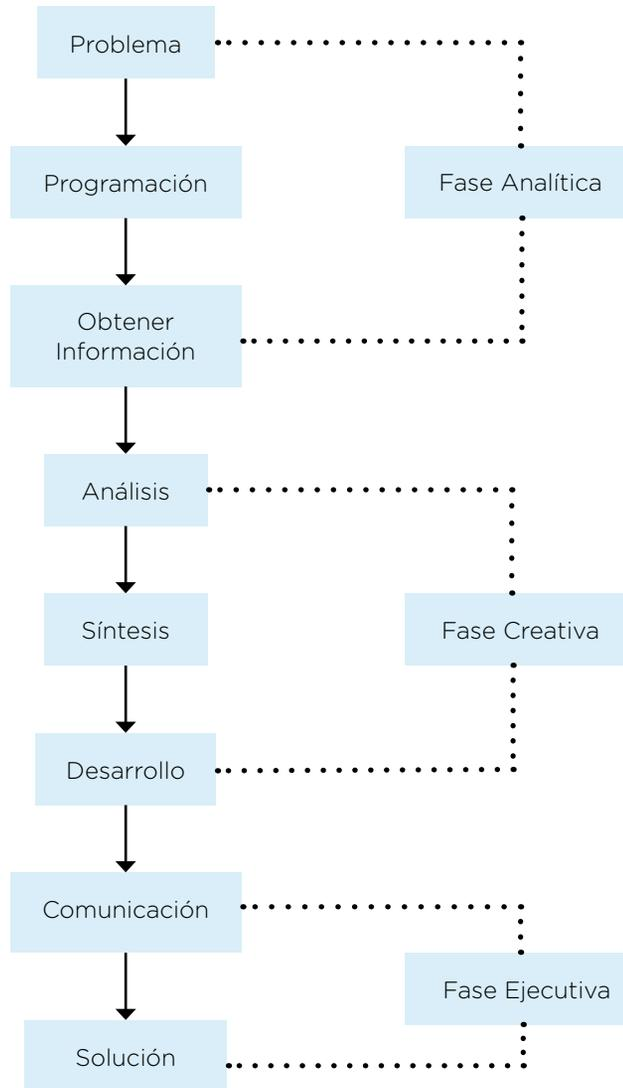 Problema
Programación
Fase Analítica
Obtener
Información
Análisis
Síntesis
Fase Creativa
Desarrollo
Comunicación
Fase Ejecutiva
Solución